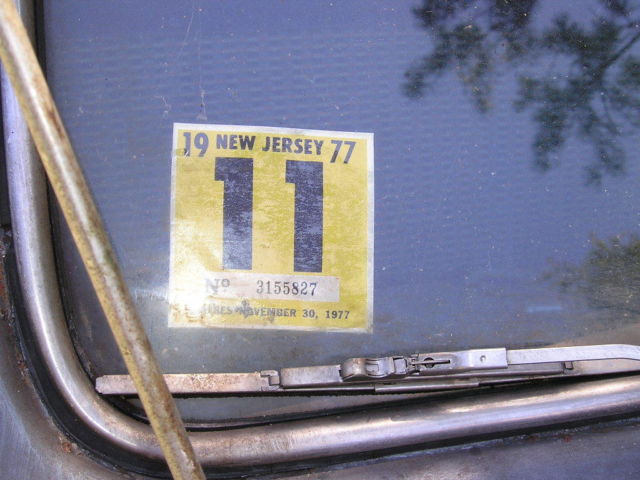 19 NEW JERSEY 77
11
Nº 3155827
NOVEMBER 30, 1977